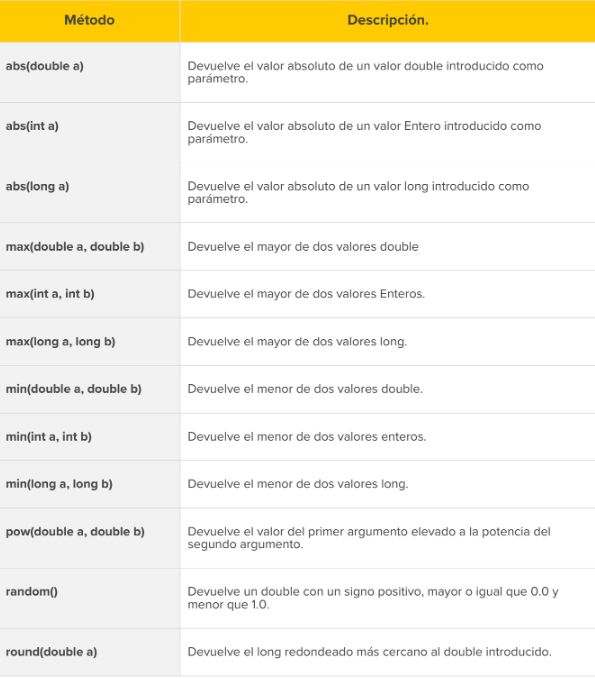 Método Descripción.
abs(double a) Devuelve el valor absoluto de un valor double introducido como
parámetro.
abs(int a) Devuelve el valor absoluto de un valor Entero introducido como
parámetro.
abs(long a) Devuelve el valor absoluto de un valor long introducido como
parámetro.
max(double a, double b) Devuelve el mayor de dos valores double
max(int a, int b) Devuelve el mayor de dos valores Enteros.
max(long a, long b) Devuelve el mayor de dos valores long.
min(double a, double b) Devuelve el menor de dos valores double.
min(int a, int b) Devuelve el menor de dos valores enteros.
min(long a, long b) Devuelve el menor de dos valores long.
pow(double a, double b) Devuelve el valor del primer argumento elevado a la potencia del
segundo argumento.
random() Devuelve un double con un signo positivo, mayor o igual que 0.0 y
menor que 1.0.
round(double a) Devuelve el long redondeado más cercano al double introducido.